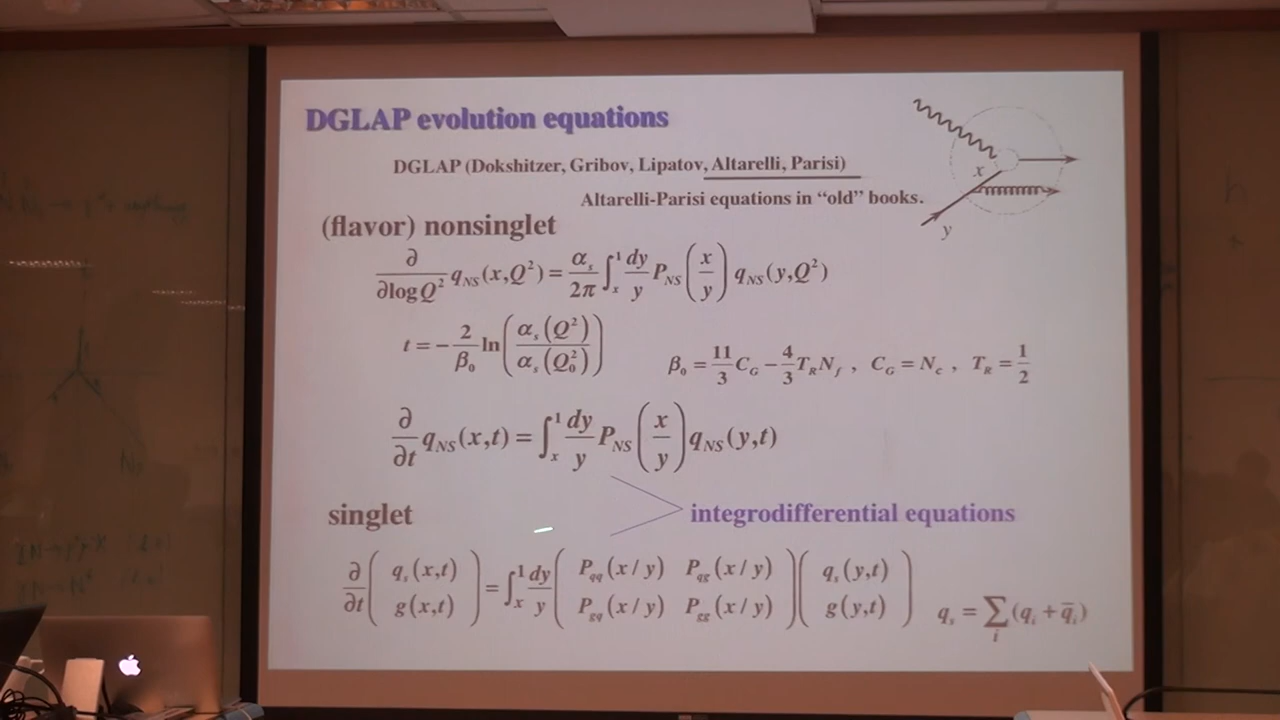 DGLAP evolution equations
DGLAP (Dokshitzer, Gribov, Lipatov, Altarelli, Parisi)
Altarelli-Parisi equations in “old” books.
x
y
(flavor) nonsinglet
∂/∂logQ² q_NS(x,Q²) = α_s/2π ∫_x^1 dy/y P_NS(x/y) q_NS(y,Q²)
t = −2/β₀ ln(α_s(Q²)/α_s(Q₀²))
β₀ = 11/3 C_G − 4/3 T_R N_f , C_G = N_c , T_R = 1/2
∂/∂t q_NS(x,t) = ∫_x^1 dy/y P_NS(x/y) q_NS(y,t)
singlet
integrodifferential equations
∂/∂t ( q_s(x,t) g(x,t) ) = ∫_x^1 dy/y ( P_qq(x/y) P_qg(x/y) P_gq(x/y) P_gg(x/y) ) ( q_s(y,t) g(y,t) )
q_s = ∑_i (q_i + q̄_i)